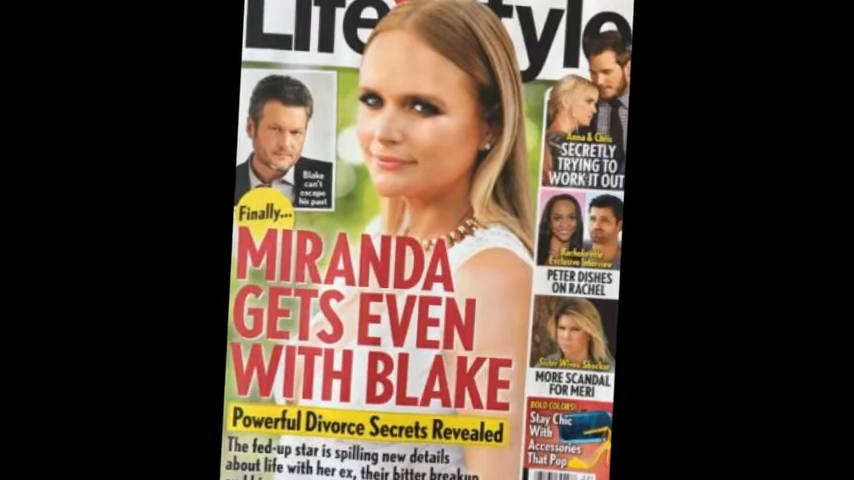 Life Style
Blake
can't
escape
his past
Finally...
MIRANDA
GETS EVEN
WITH BLAKE
Powerful Divorce Secrets Revealed
The fed-up star is spilling new details
about life with her ex, their bitter breakup
Anna & Chris
SECRETLY
TRYING TO
WORK IT OUT
Bachelorette
Exclusive Interview
PETER DISHES
ON RACHEL
Sister Wives Shocker
MORE SCANDAL
FOR MERI
BOLD COLORS!
Stay Chic
With
Accessories
That Pop